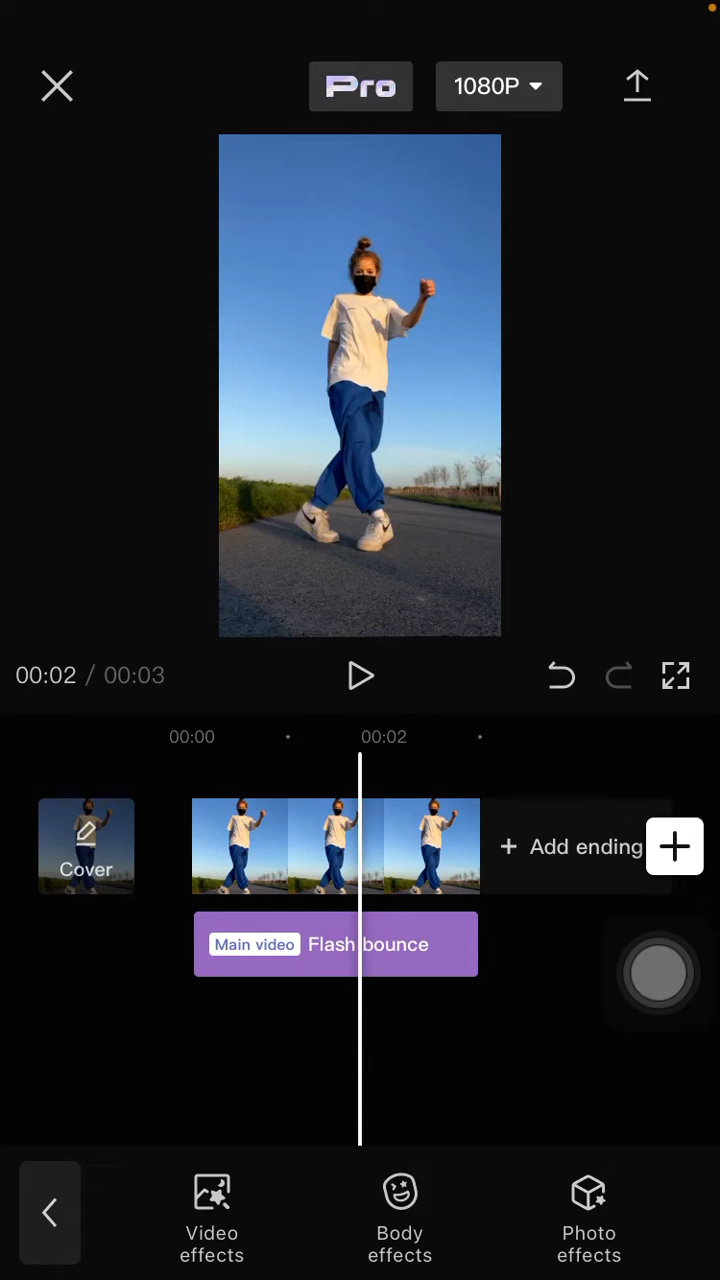 Pro 1080P
00:02 / 00:03
00:00 00:02
Cover
+ Add ending
Main video Flash bounce
Video effects
Body effects
Photo effects